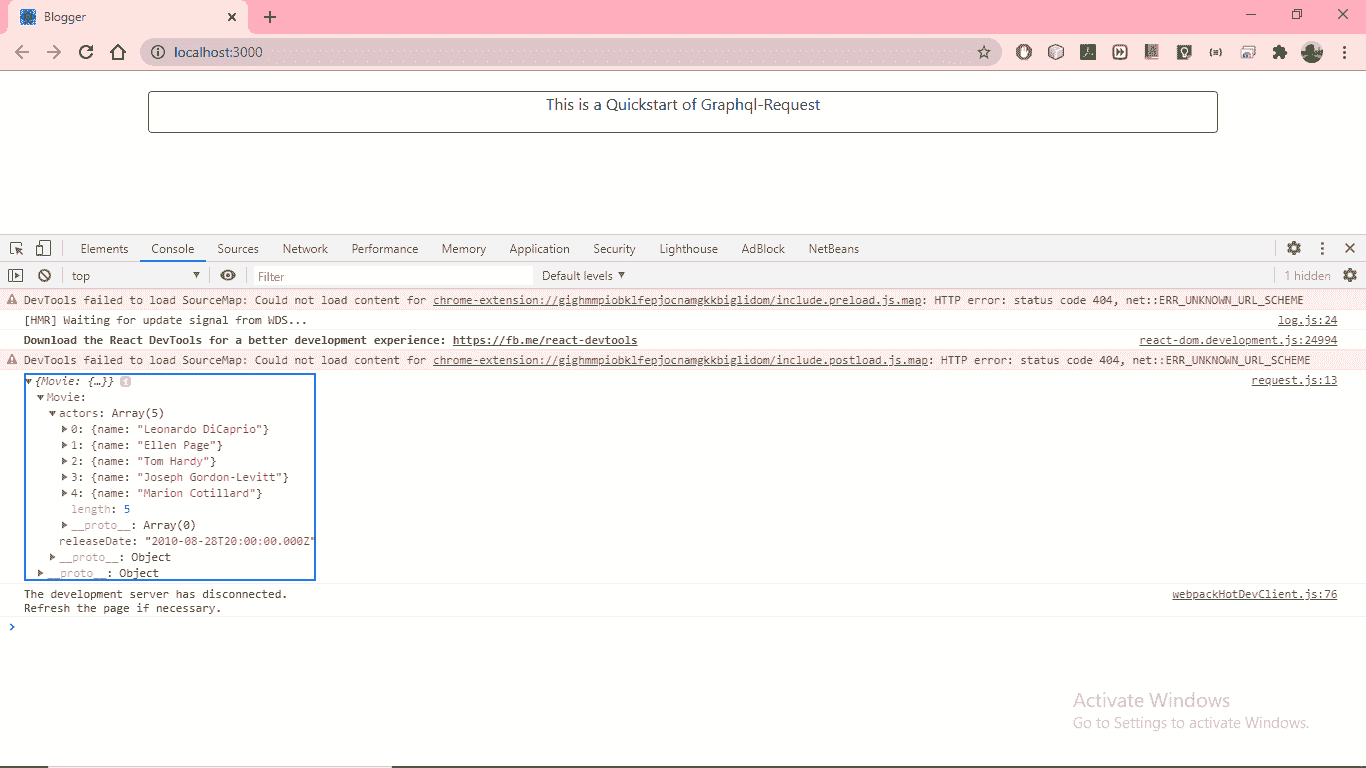 Blogger
localhost:3000
This is a Quickstart of Graphql-Request
Elements Console Sources Network Performance Memory Application Security Lighthouse AdBlock NetBeans
top Filter Default levels 1 hidden
DevTools failed to load SourceMap: Could not load content for chrome-extension://gighmmpiobklfepjocnamgkkbiglidom/include.preload.js.map: HTTP error: status code 404, net::ERR_UNKNOWN_URL_SCHEME
[HMR] Waiting for update signal from WDS... log.js:24
Download the React DevTools for a better development experience: https://fb.me/react-devtools react-dom.development.js:24994
DevTools failed to load SourceMap: Could not load content for chrome-extension://gighmmpiobklfepjocnamgkkbiglidom/include.postload.js.map: HTTP error: status code 404, net::ERR_UNKNOWN_URL_SCHEME
{Movie: {…}} i request.js:13
Movie:
actors: Array(5)
0: {name: "Leonardo DiCaprio"}
1: {name: "Ellen Page"}
2: {name: "Tom Hardy"}
3: {name: "Joseph Gordon-Levitt"}
4: {name: "Marion Cotillard"}
length: 5
__proto__: Array(0)
releaseDate: "2010-08-28T20:00:00.000Z"
__proto__: Object
__proto__: Object
The development server has disconnected. webpackHotDevClient.js:76
Refresh the page if necessary.
Activate Windows
Go to Settings to activate Windows.